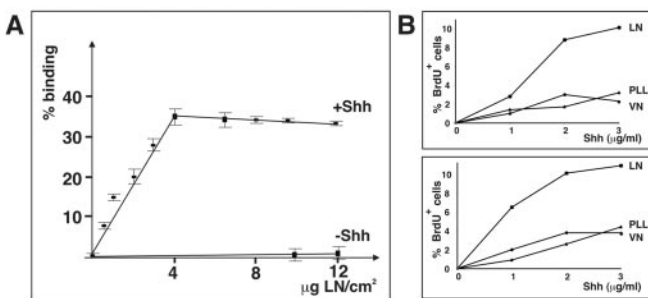 A
% binding
40
30
20
10
+Shh
-Shh
4
8
12
μg LN/cm²
B
% BrdU⁺ cells
10
8
6
4
2
0
LN
PLL
VN
0
1
2
3
Shh (μg/ml)
% BrdU⁺ cells
10
8
6
4
2
0
LN
PLL
VN
0
1
2
3
Shh (μg/ml)